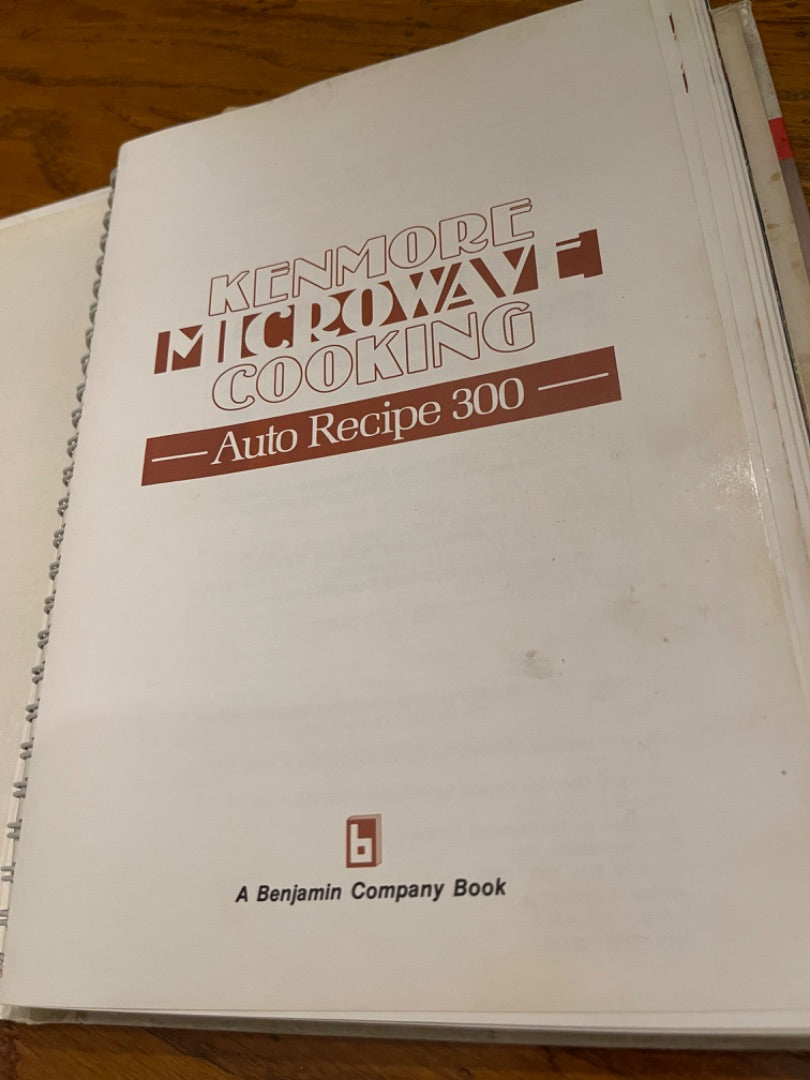 KENMORE
MICROWAVE
COOKING
Auto Recipe 300
b
A Benjamin Company Book